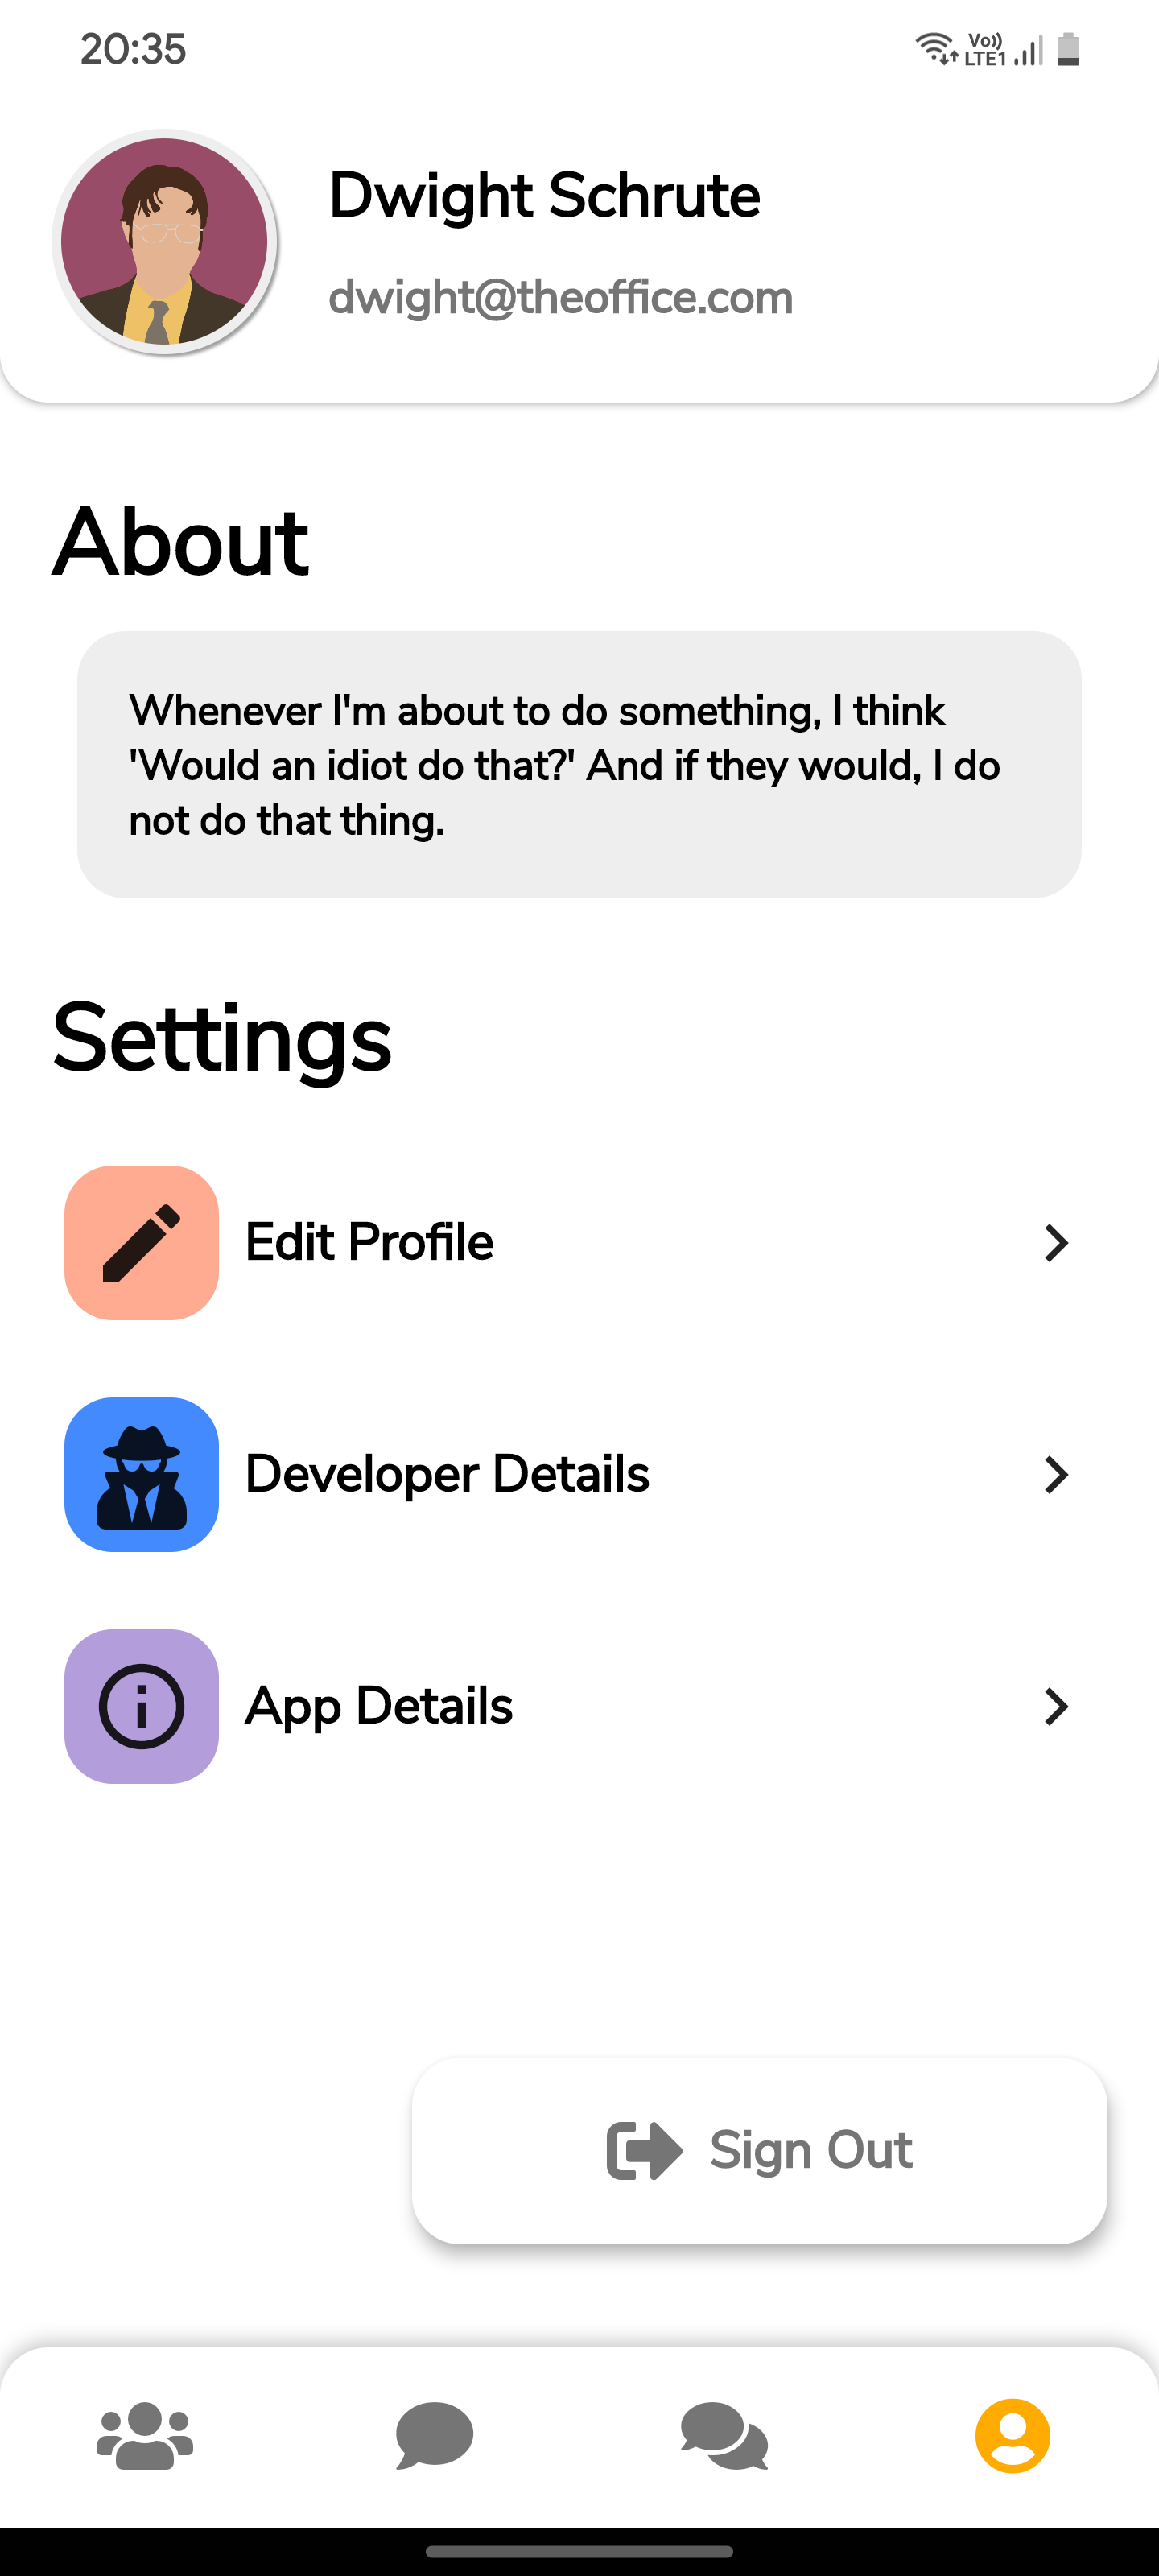 20:35
Vo))
LTE1
Dwight Schrute
dwight@theoffice.com
About
Whenever I'm about to do something, I think
'Would an idiot do that?' And if they would, I do
not do that thing.
Settings
Edit Profile
Developer Details
App Details
Sign Out